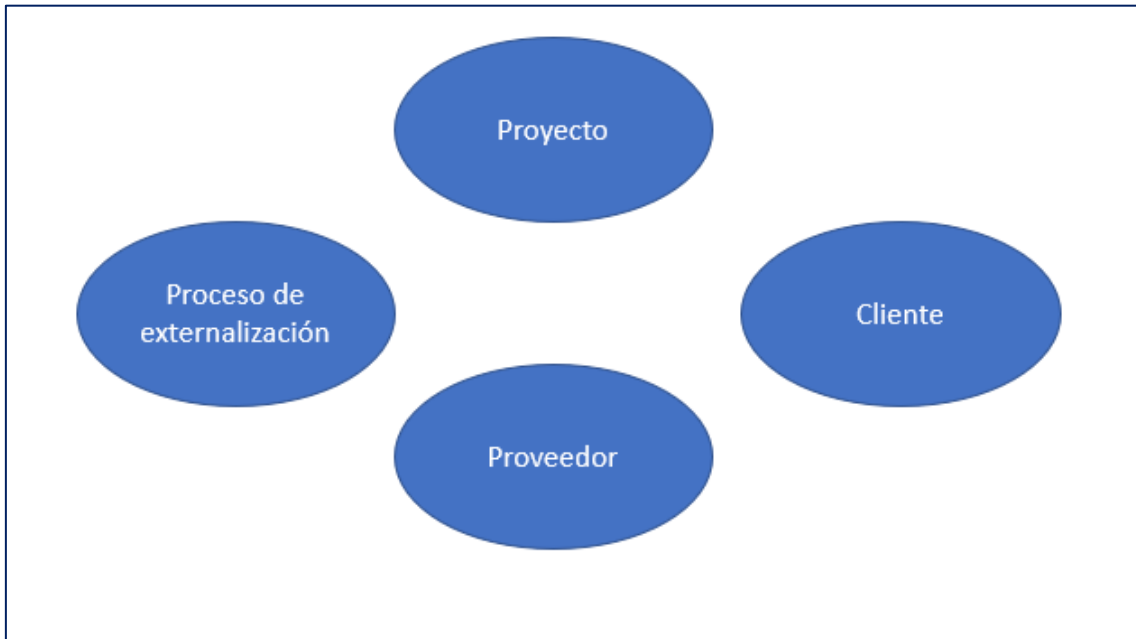 Proyecto
Proceso de
externalización
Cliente
Proveedor